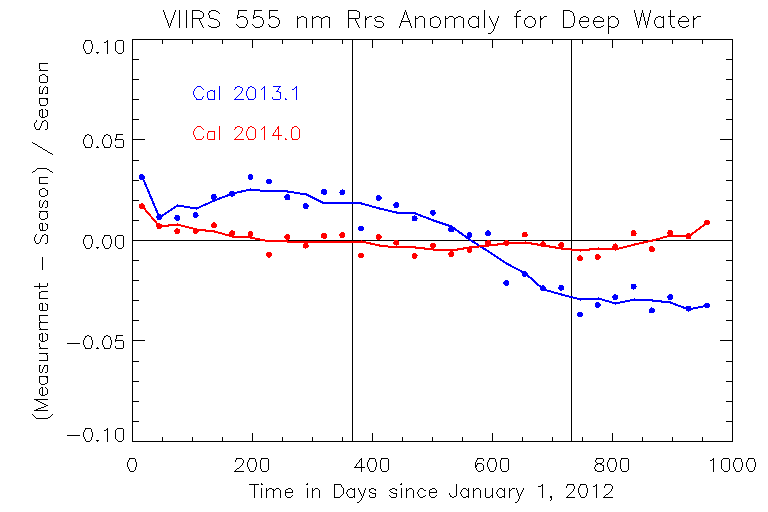 VIIRS 555 nm Rrs Anomaly for Deep Water
(Measurement − Season) / Season
0.10
0.05
0.00
−0.05
−0.10
Cal 2013.1
Cal 2014.0
0 200 400 600 800 1000
Time in Days since January 1, 2012